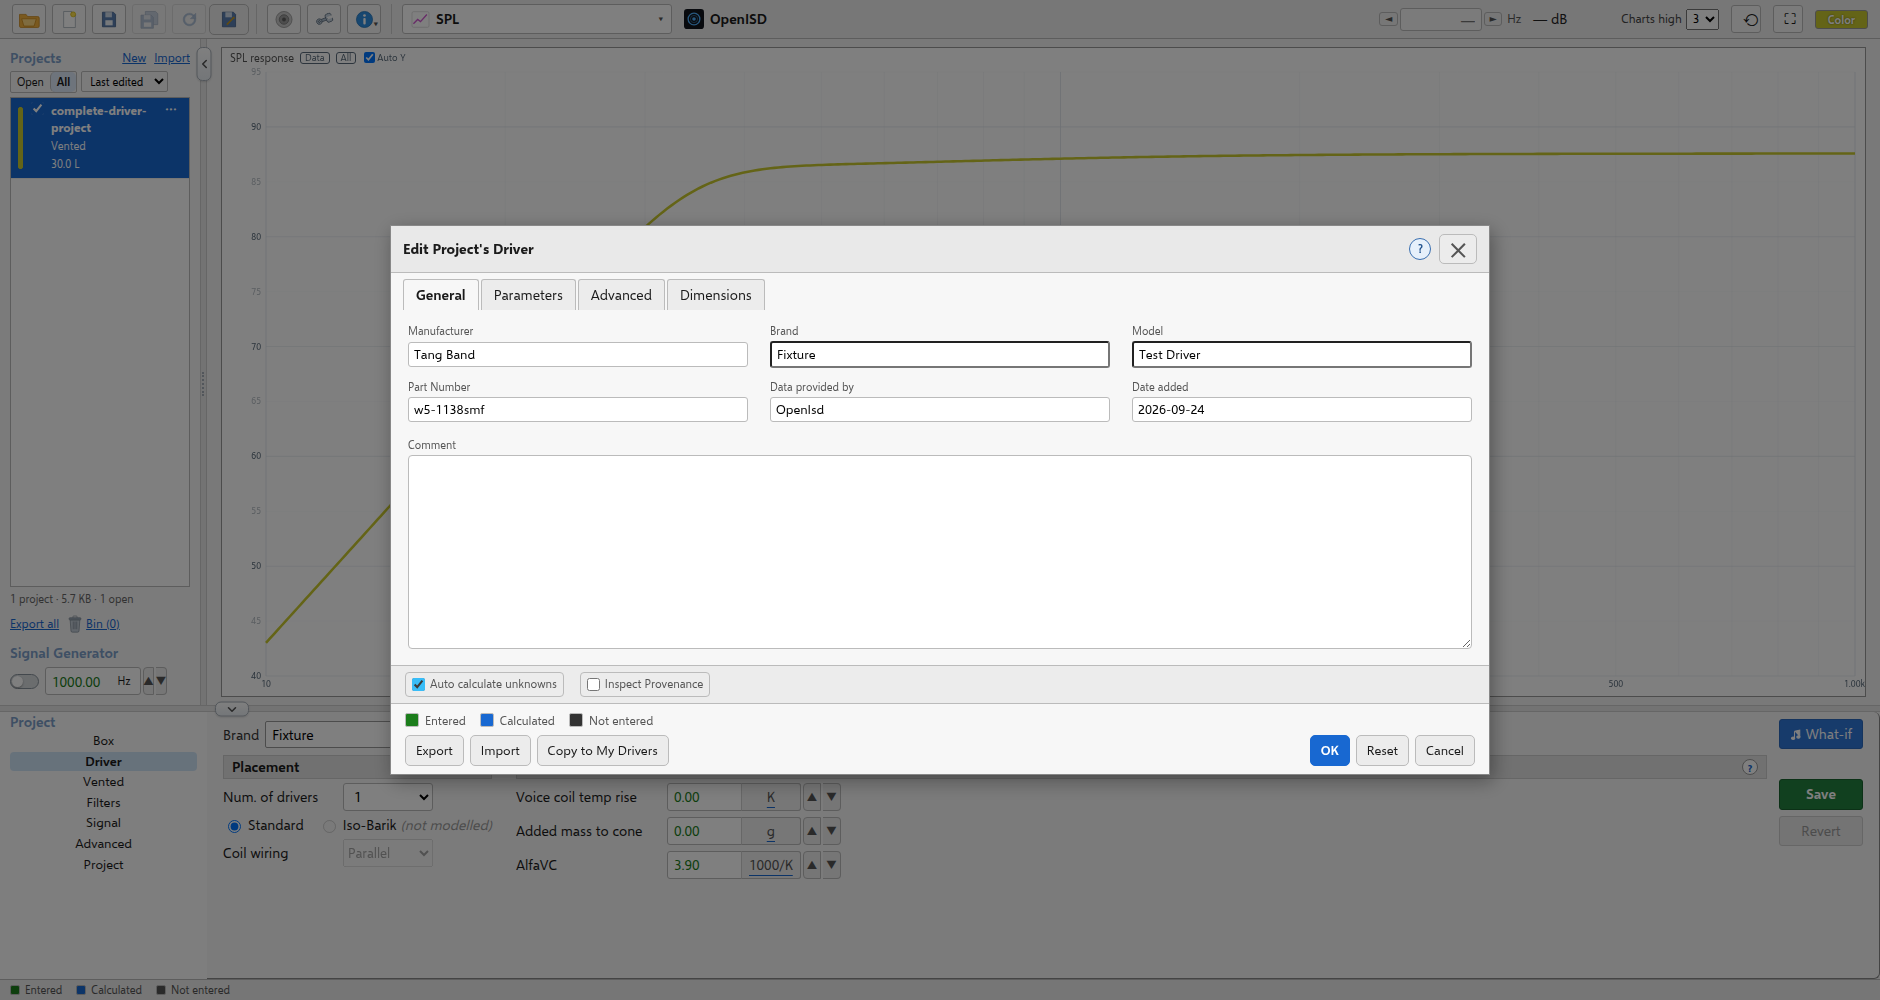 SPL
OpenISD
— Hz — dB
Charts high 3
Color
Projects New Import
Open All Last edited
complete-driver-project
Vented
30.0 L
1 project · 5.7 KB · 1 open
Export all Bin (0)
Signal Generator
1000.00 Hz
SPL response Data All Auto Y
95
90
85
80
75
70
65
60
55
50
45
40
10
500
1.00k
Edit Project's Driver
?
General Parameters Advanced Dimensions
Manufacturer Brand Model
Tang Band Fixture Test Driver
Part Number Data provided by Date added
w5-1138smf OpenIsd 2026-09-24
Comment
Auto calculate unknowns Inspect Provenance
Entered Calculated Not entered
Export Import Copy to My Drivers OK Reset Cancel
Project
Box
Driver
Vented
Filters
Signal
Advanced
Project
Brand Fixture
Placement
?
Num. of drivers 1
Standard Iso-Barik (not modelled)
Coil wiring Parallel
Voice coil temp rise 0.00 K
Added mass to cone 0.00 g
AlfaVC 3.90 1000/K
What-if
Save
Revert
Entered Calculated Not entered